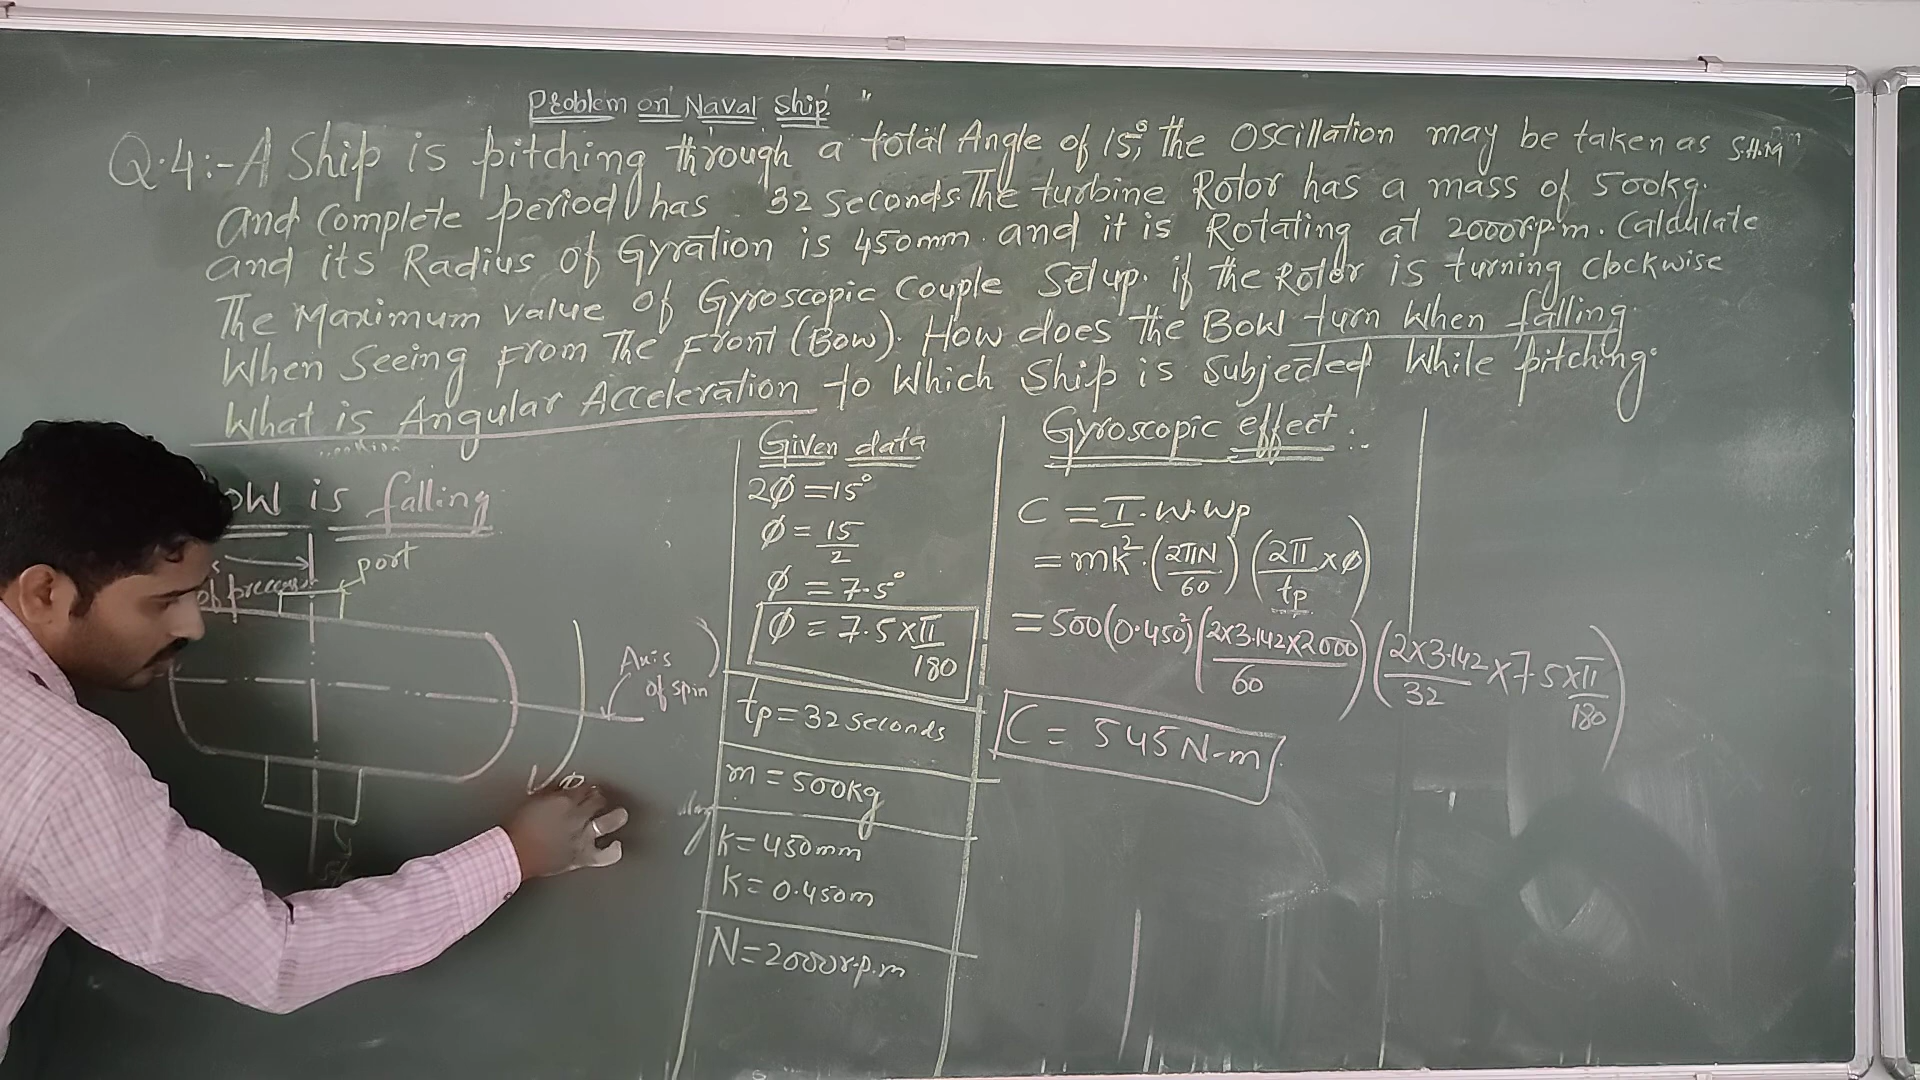 Problem on Naval Ship "
Q.4:- A Ship is pitching through a total Angle of 15°, the oscillation may be taken as S.H.M
and complete period has 32 seconds. The turbine Rotor has a mass of 500kg.
and its Radius of Gyration is 450mm. and it is Rotating at 2000r.p.m. Calculate
The Maximum value of Gyroscopic Couple Setup. if the Rotor is turning Clockwise
When Seeing From The Front (Bow). How does the Bow turn When falling.
What is Angular Acceleration to Which Ship is Subjected While pitching.
is falling
port
Axis
of spin
Given data
2Ø = 15°
Ø = 15/2
Ø = 7.5°
Ø = 7.5 × π/180
tp = 32 seconds
m = 500kg
K = 450mm
K = 0.450m
N = 2000r.p.m
Gyroscopic effect :-
C = I.W.Wp
= mK².(2πN/60)(2π/tp × Ø)
= 500(0.450²)(2×3.142×2000/60)(2×3.142/32 × 7.5 × π/180)
C = 545 N-m